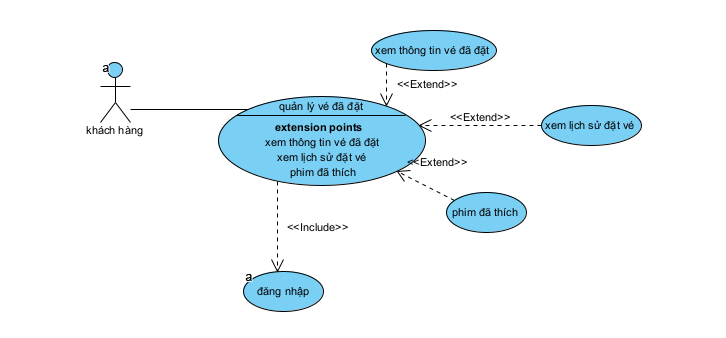 xem thông tin vé đã đặt
a
<<Extend>>
quản lý vé đã đặt
<<Extend>>
xem lịch sử đặt vé
khách hàng
extension points
xem thông tin vé đã đặt
xem lịch sử đặt vé
<<Extend>>
phim đã thích
phim đã thích
<<Include>>
a
đăng nhập